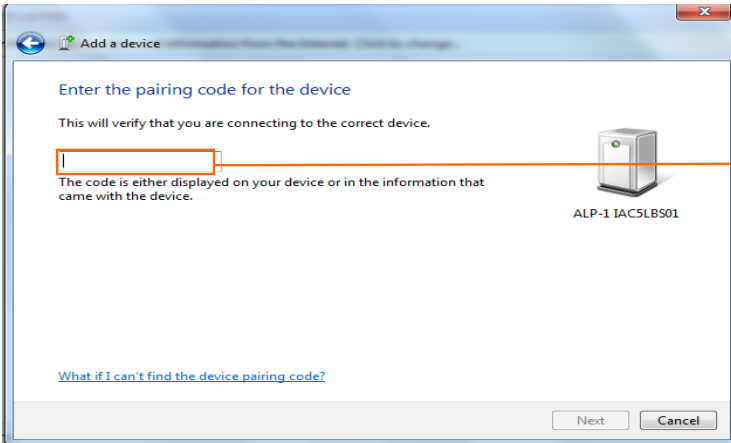 Add a device
Enter the pairing code for the device
This will verify that you are connecting to the correct device.
The code is either displayed on your device or in the information that
came with the device.
ALP-1 IAC5LBS01
What if I can't find the device pairing code?
Next
Cancel